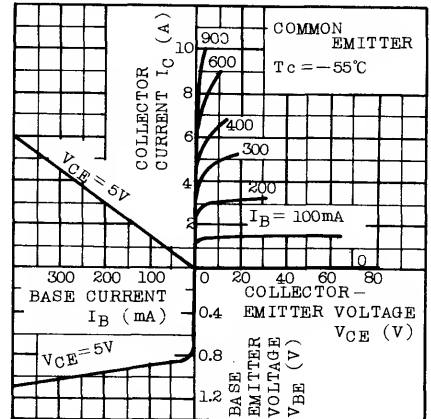 COLLECTOR
CURRENT I_C (A)
COMMON
EMITTER
Tc=-55℃
10
8
6
4
2
900
600
400
300
200
I_B=100mA
0
V_CE=5V
300 200 100 0
0 20 40 60 80
BASE CURRENT
I_B (mA)
COLLECTOR-
EMITTER VOLTAGE
V_CE (V)
0.4
0.8
1.2
V_CE=5V
BASE
EMITTER
VOLTAGE
V_BE (V)